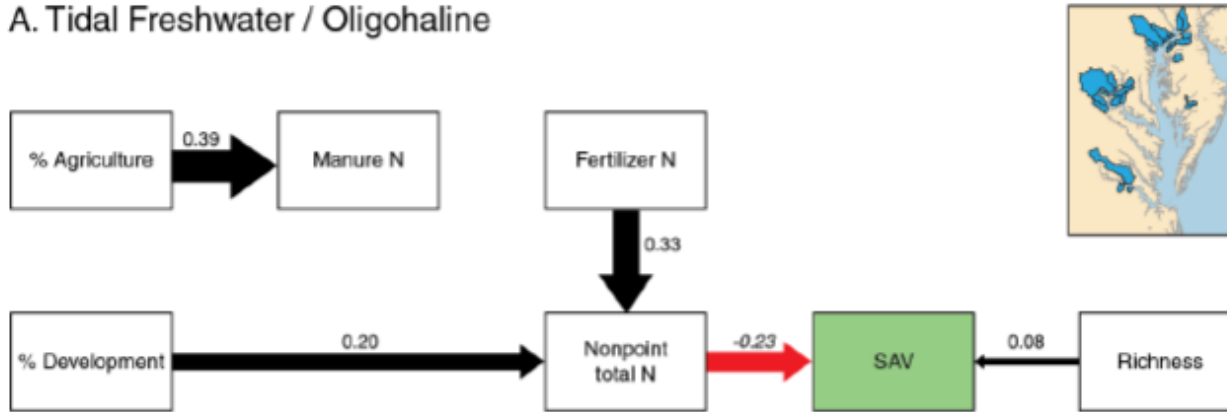 A. Tidal Freshwater / Oligohaline
0.39
% Agriculture
Manure N
Fertilizer N
0.33
% Development
0.20
Nonpoint
total N
-0.23
SAV
0.08
Richness